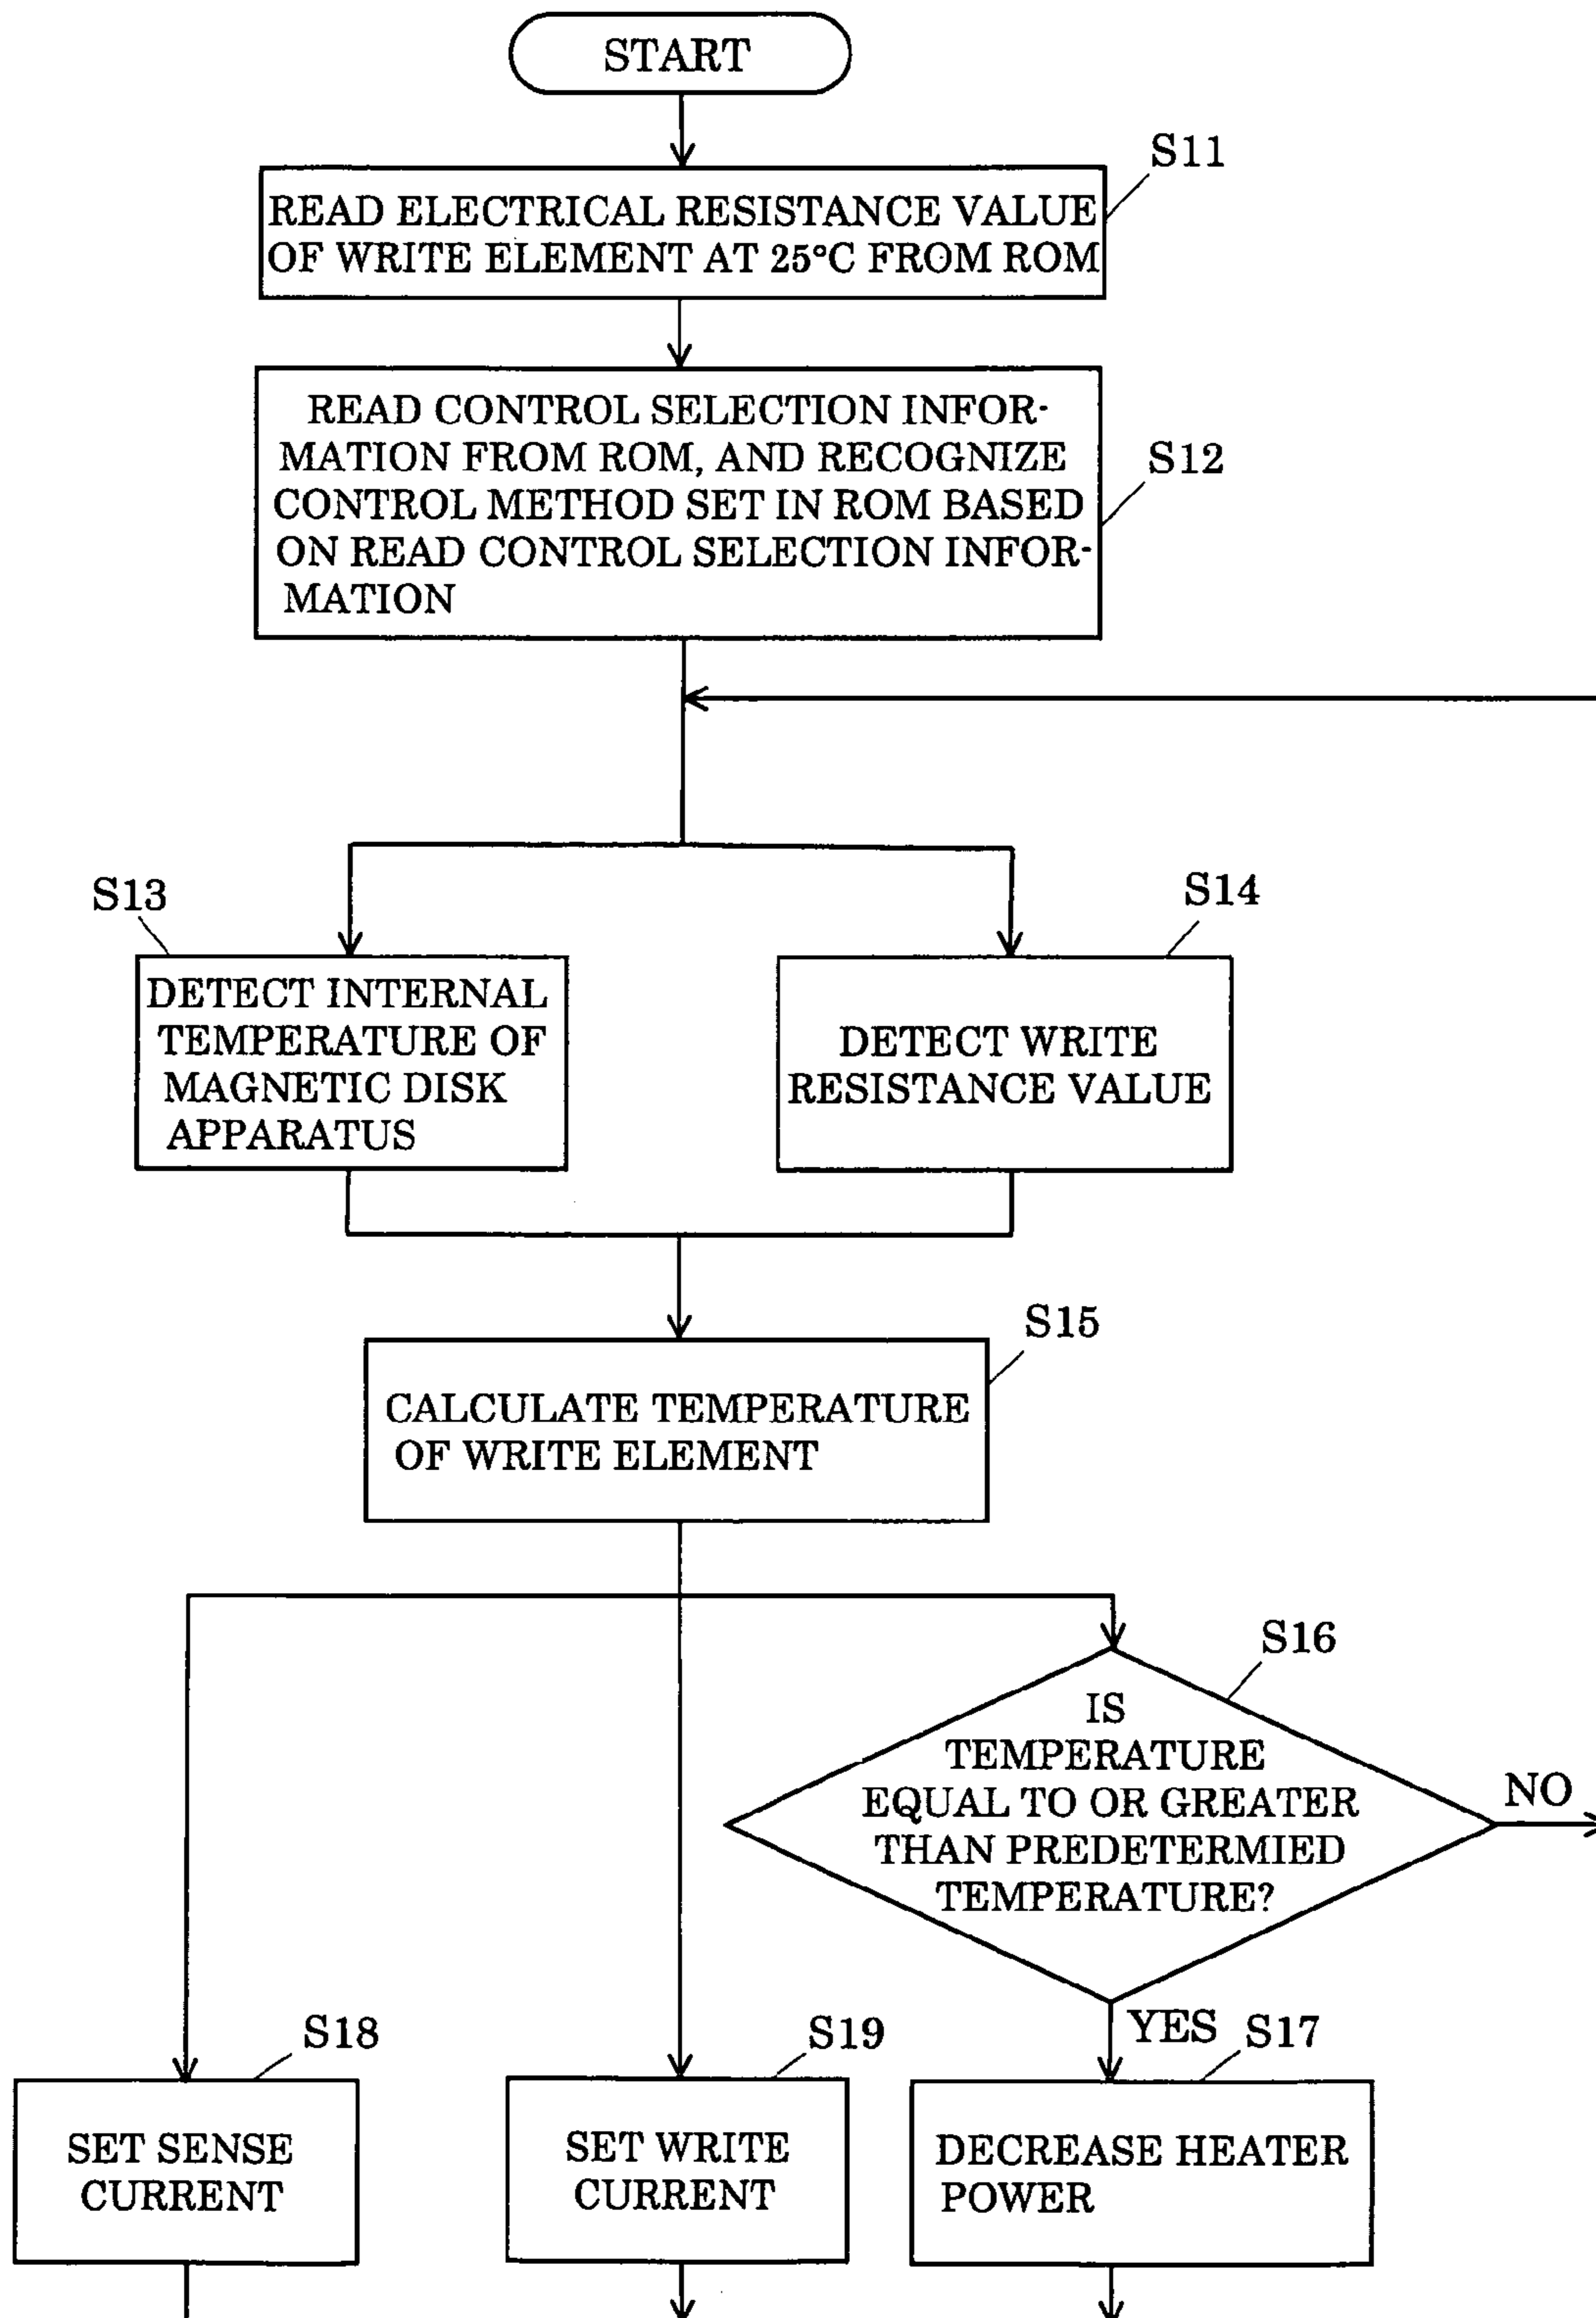 START
S11
READ ELECTRICAL RESISTANCE VALUE
OF WRITE ELEMENT AT 25°C FROM ROM
READ CONTROL SELECTION INFOR-
MATION FROM ROM, AND RECOGNIZE
CONTROL METHOD SET IN ROM BASED
ON READ CONTROL SELECTION INFOR-
MATION
S12
S13
DETECT INTERNAL
TEMPERATURE OF
MAGNETIC DISK
APPARATUS
S14
DETECT WRITE
RESISTANCE VALUE
S15
CALCULATE TEMPERATURE
OF WRITE ELEMENT
S16
IS
TEMPERATURE
EQUAL TO OR GREATER
THAN PREDETERMIED
TEMPERATURE?
NO
YES
S18
SET SENSE
CURRENT
S19
SET WRITE
CURRENT
S17
DECREASE HEATER
POWER